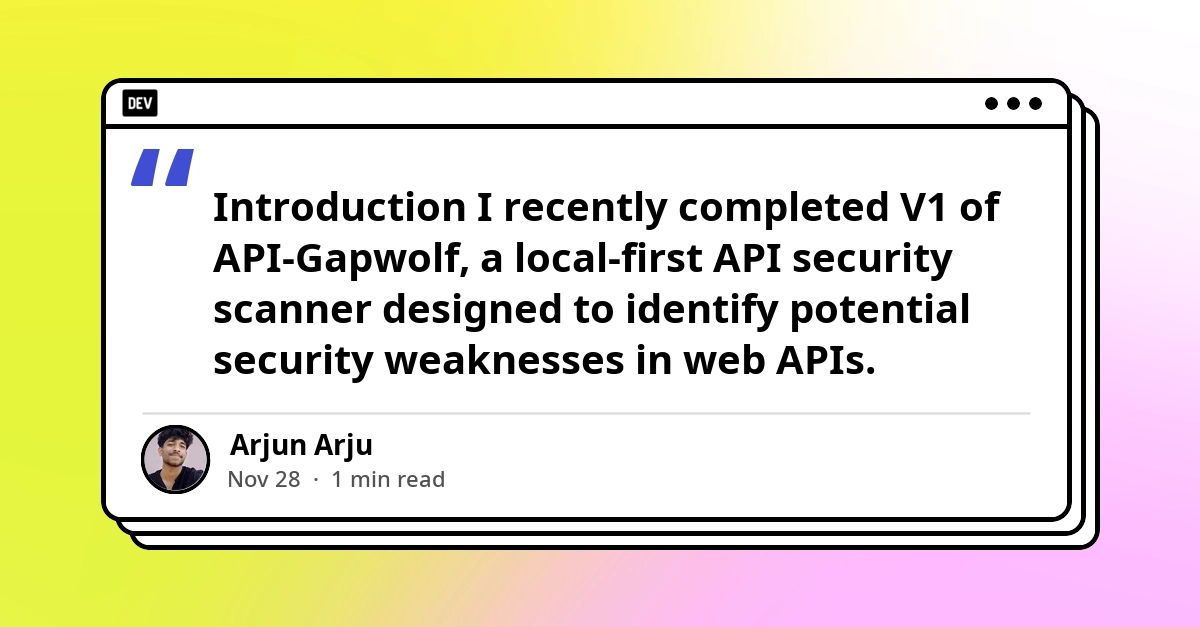 DEV
Introduction I recently completed V1 of
API-Gapwolf, a local-first API security
scanner designed to identify potential
security weaknesses in web APIs.
Arjun Arju
Nov 28 · 1 min read